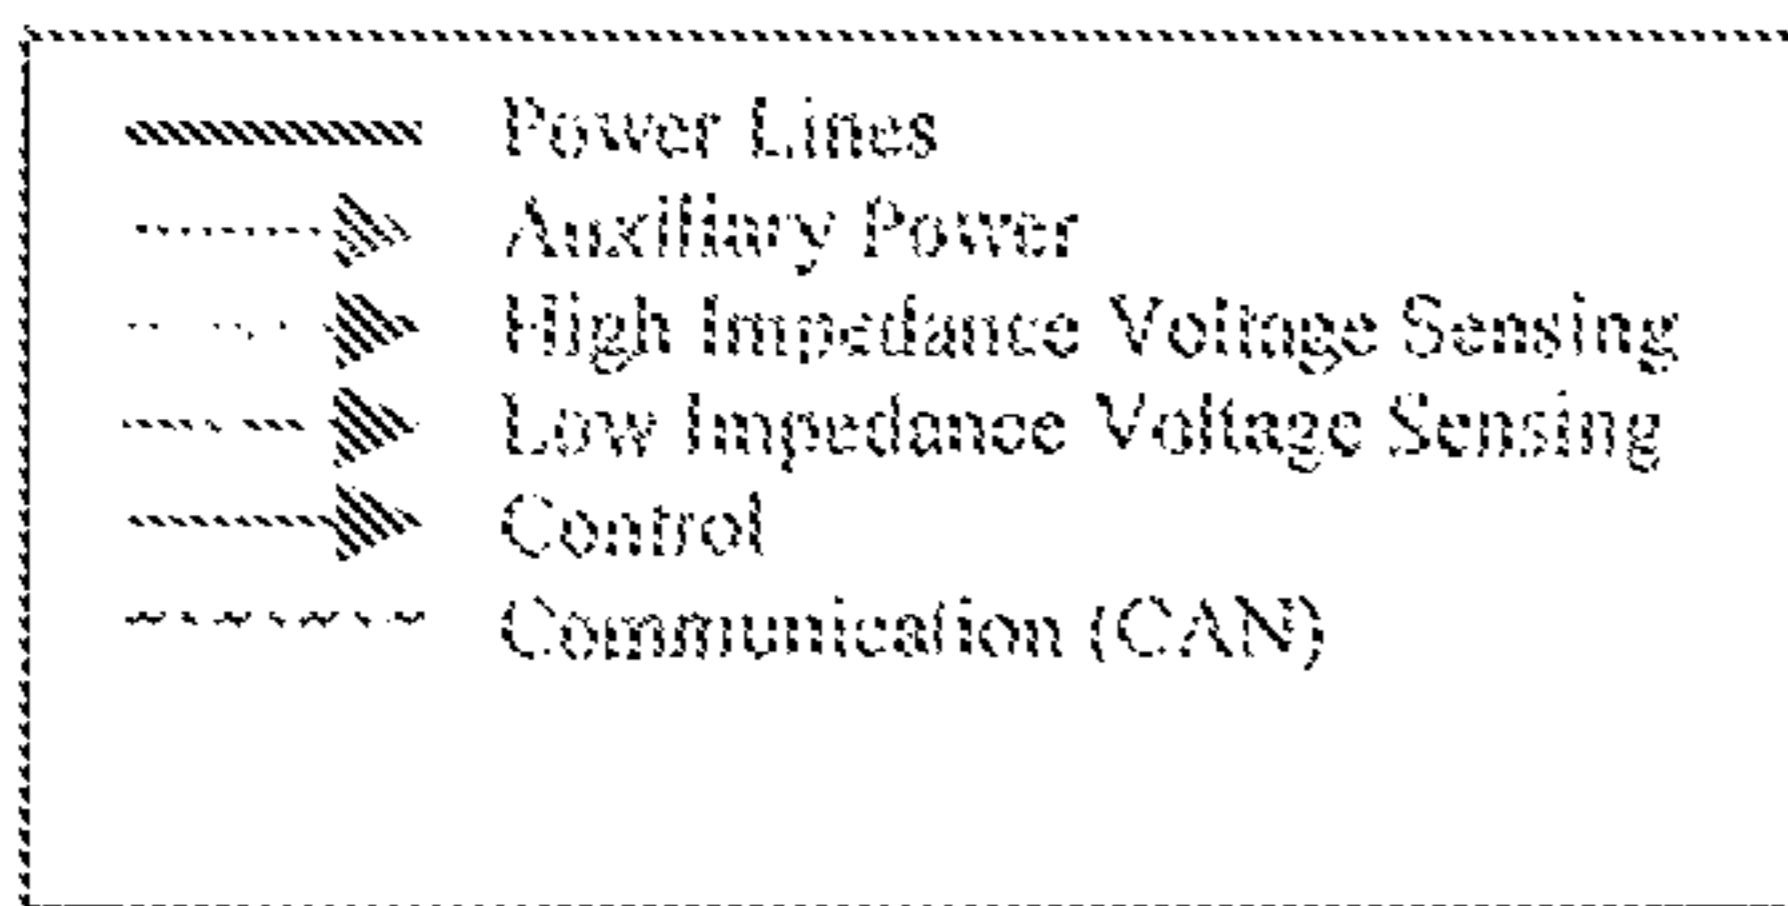 Power Lines
Auxiliary Power
High Impedance Voltage Sensing
Low Impedance Voltage Sensing
Control
Communication (CAN)